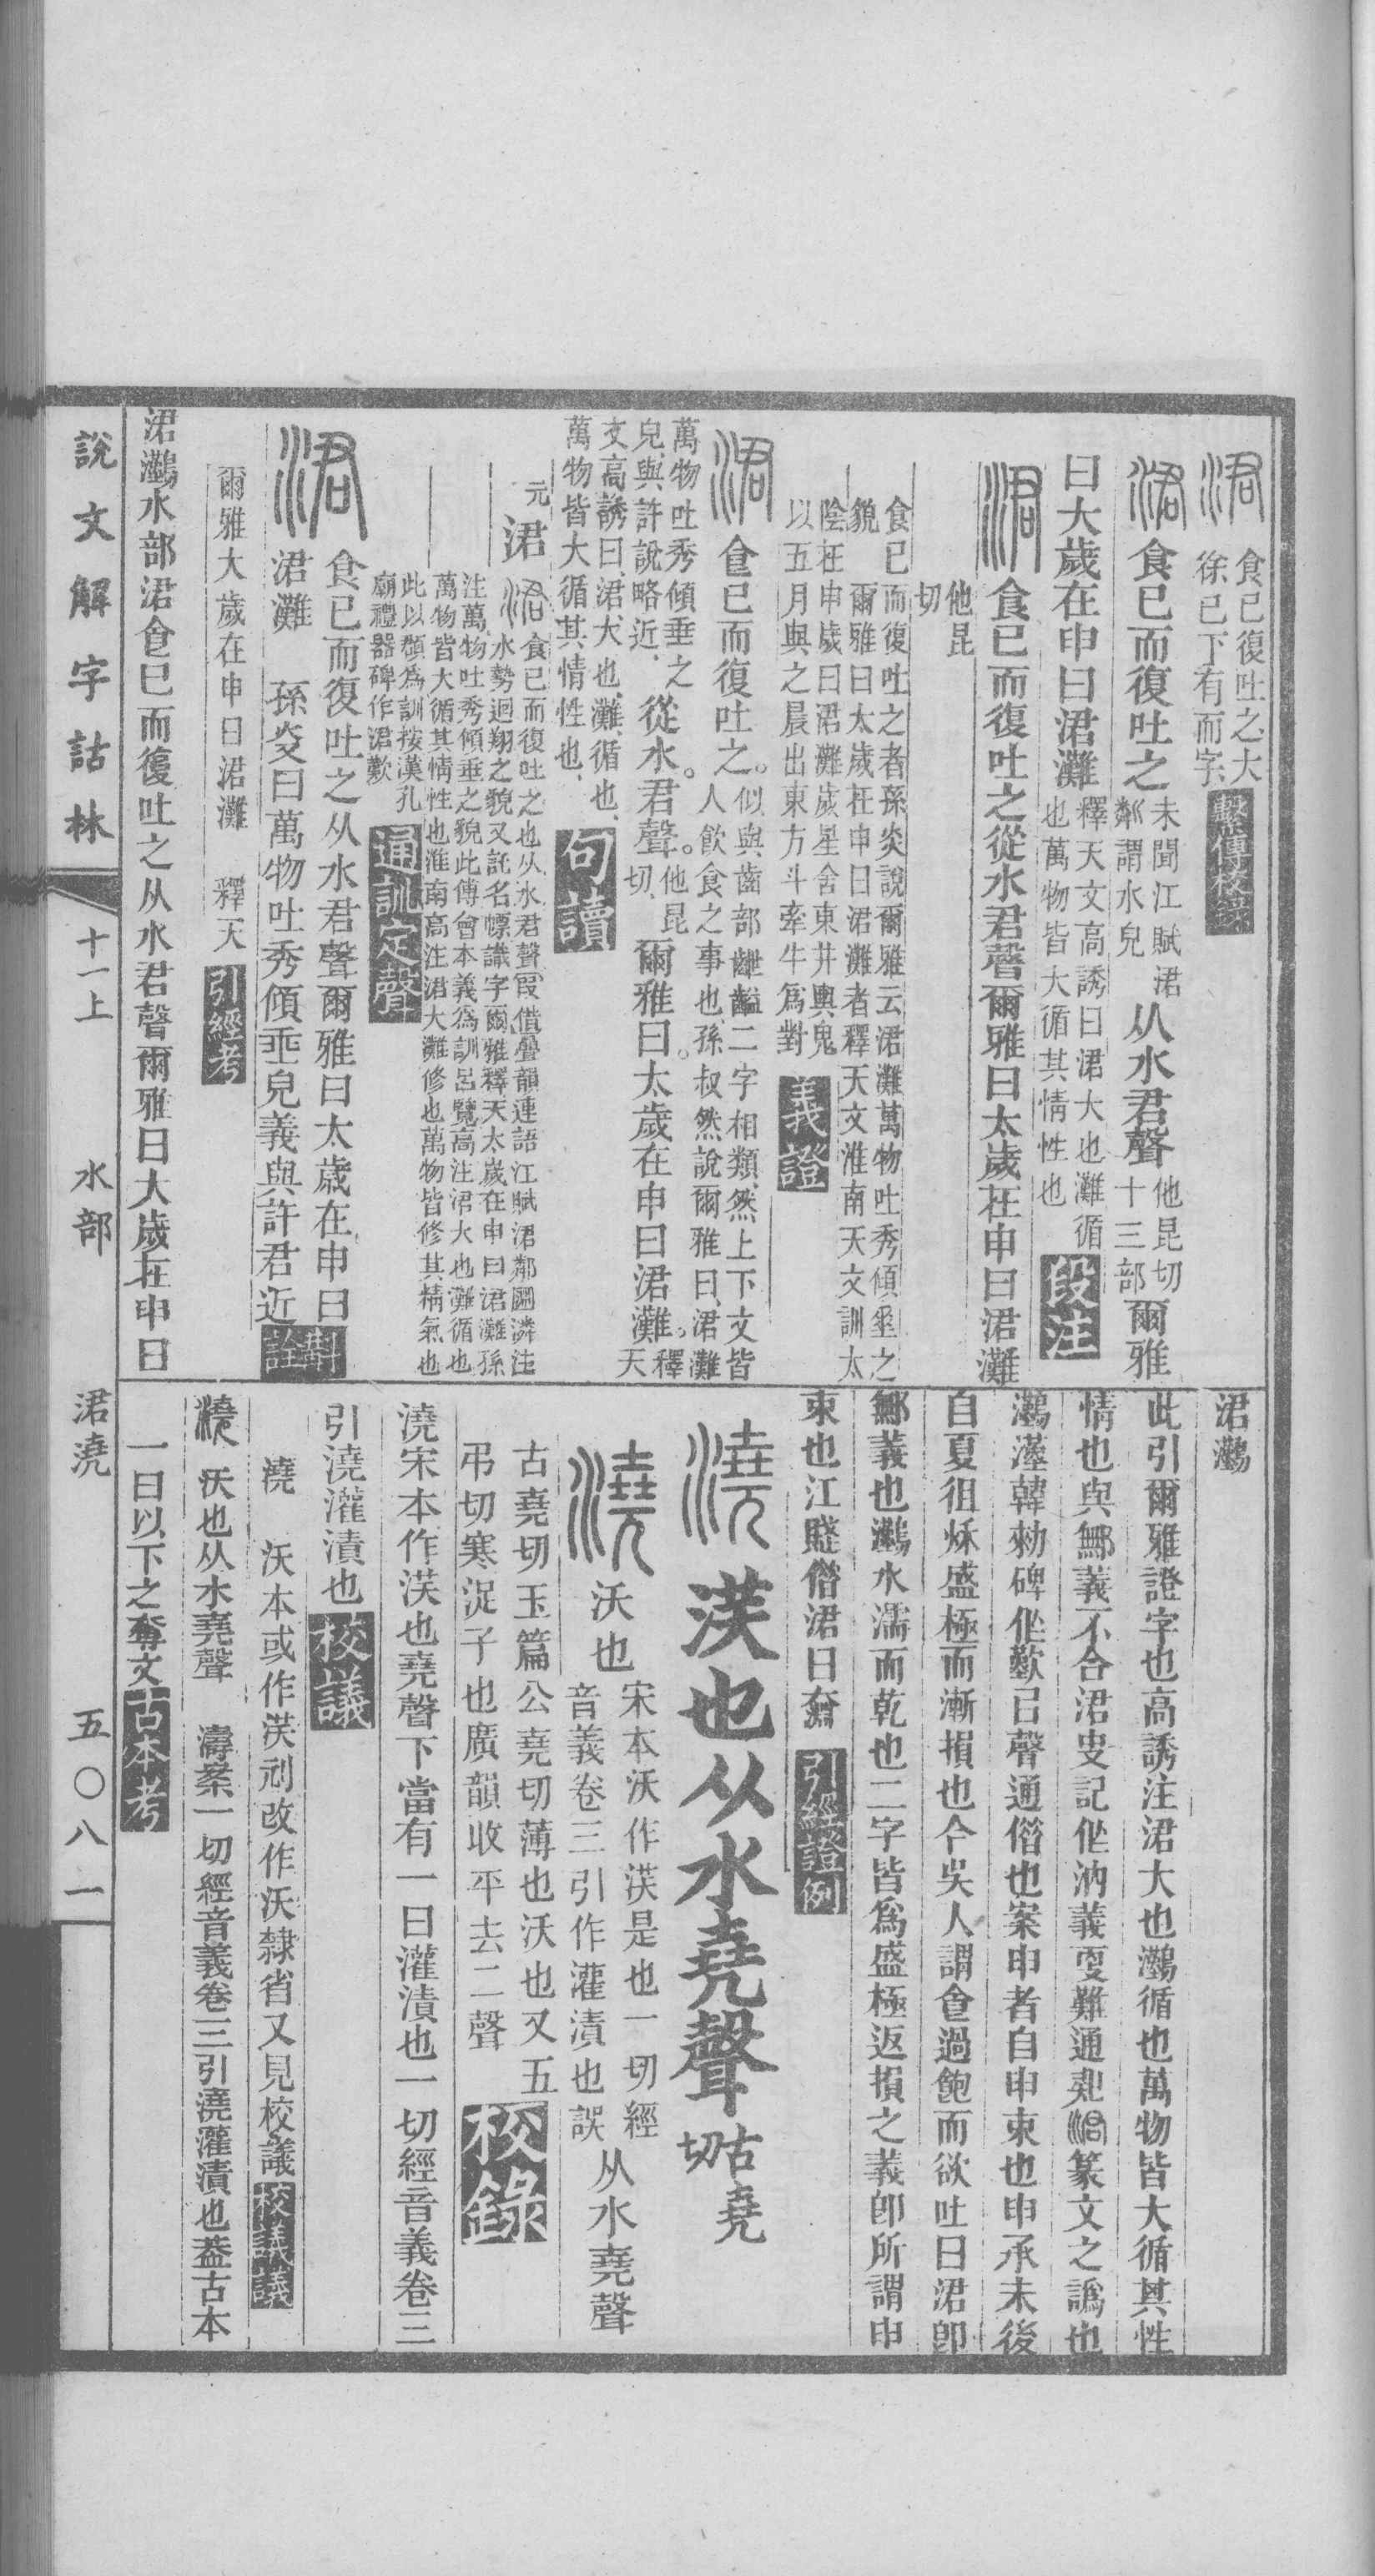 涒
食已復吐之大
徐已下有而字
繫傳校錄
涒食已而復吐之
未聞江賦涒
鄰謂水皃
从水君聲
他昆切
十三部
爾雅
曰大歲在申曰涒灘
釋天文高誘曰涒大也灘循
也萬物皆大循其情性也
段注
涒食已而復吐之從水君聲爾雅曰太歲在申曰涒灘
他昆
切
食已而復吐之者孫炎說爾雅云涒灘萬物吐秀傾垂之
貌 爾雅曰太歲在申曰涒灘者釋天文淮南天文訓太
陰在申歲曰涒灘歲星舍東井輿鬼
以五月與之晨出東方斗牽牛為對
義證
涒食已而復吐之。
似與齒部齛齸二字相類、然上下文皆
人飲食之事也、孫叔然說爾雅曰、涒灘
萬物吐秀傾垂之
皃、與許說略近、
從水。君聲。
他昆
切、
爾雅曰。太歲在申曰涒灘。
釋
天
文高誘曰、涒、大也、灘、循也、
萬物皆大循其情性也、
句讀
元
涒
食已而復吐之也从水君聲叚借疊韻連語江賦涒鄰圓潾注
水勢迴翔之貌又託名幖識字爾雅釋天太歲在申曰涒灘孫
注萬物吐秀傾垂之貌此傅會本義為訓呂覽高注涒大也灘循也
萬物皆大循其情性也淮南高注涒大灘修也萬物皆修其精氣也
此以頹為訓按漢孔
廟禮器碑作涒歎
通訓定聲
涒
食已而復吐之从水君聲爾雅曰太歲在申曰
涒灘 孫炎曰萬物吐秀傾垂皃義與許君近
斠詮
爾雅大歲在申曰涒灘 釋天
引經考
涒灘水部涒食已而復吐之从水君聲爾雅曰大歲在申曰
涒灘
此引爾雅證字也高誘注涒大也灘循也萬物皆大循其性
情也與鄦義不合涒史記作汭義夐難通㲋涒篆文之譌也
灘漢韓勑碑作歎已聲通偺也案申者自申束也申承未後
自夏徂秌盛極而漸損也今吳人謂食過飽而欲吐曰涒卽
鄦義也灘水濡而乾也二字皆為盛極返損之義卽所謂申
束也江賤偺涒曰奫
引經證例
澆
渶也从水堯聲
古堯
切
澆
沃也
宋本沃作渶是也一切經
音義卷三引作灌漬也誤
从水堯聲
古堯切玉篇公堯切薄也沃也又五
弔切寒浞子也廣韻收平去二聲
校錄
澆宋本作渶也堯聲下當有一曰灌漬也一切經音義卷三
引澆灌漬也
校議
澆 沃本或作渶剜改作沃隸省又見校議
校議議
澆 沃也从水堯聲 濤案一切經音義卷三引澆灌漬也葢古本
一曰以下之奪文
古本考
說文解字詁林
十一上
水部
涒澆
五〇八一